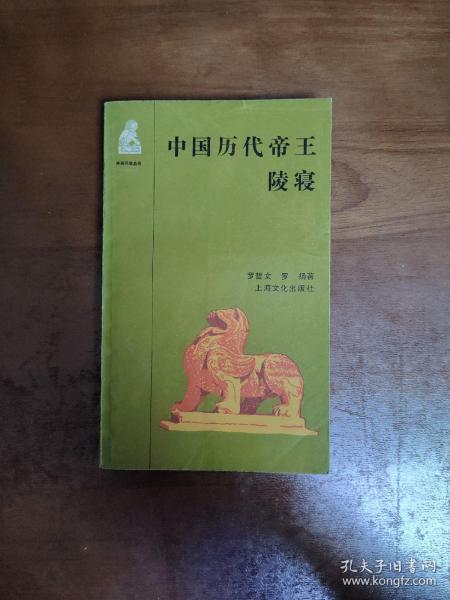 中国历代帝王
陵寝
罗哲文 罗 扬著
上海文化出版社
孔夫子旧书网
www.kongfz.com